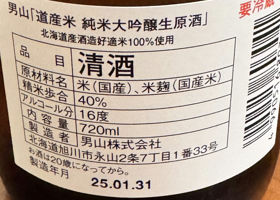 男山「道産米 純米大吟醸生原酒」
要冷蔵
北海道産酒造好適米100%使用
品目 清酒
原材料名 米(国産)、米麹(国産米)
精米歩合 40%
アルコール分 16度
内容量 720ml
製造者 男山株式会社
北海道旭川市永山2条7丁目1番33号
お酒は20歳になってから。
製造年月 25.01.31